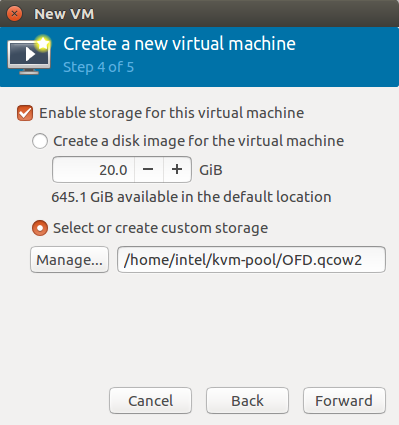 New VM
Create a new virtual machine
Step 4 of 5
Enable storage for this virtual machine
Create a disk image for the virtual machine
20.0 − + GiB
645.1 GiB available in the default location
Select or create custom storage
Manage... /home/intel/kvm-pool/OFD.qcow2
Cancel Back Forward